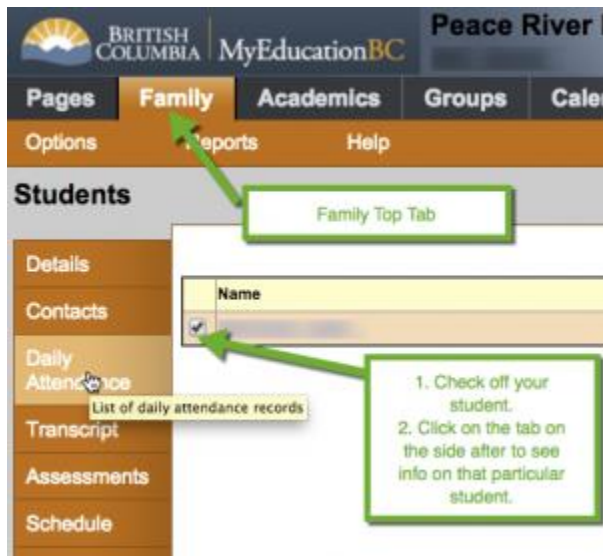 BRITISH
COLUMBIA
MyEducationBC
Peace River
Pages Family Academics Groups
Options Reports Help
Students
Family Top Tab
Details
Contacts
Daily
Attendance
List of daily attendance records
Transcript
Assessments
Schedule
Name
1. Check off your
student.
2. Click on the tab on
the side after to see
info on that particular
student.